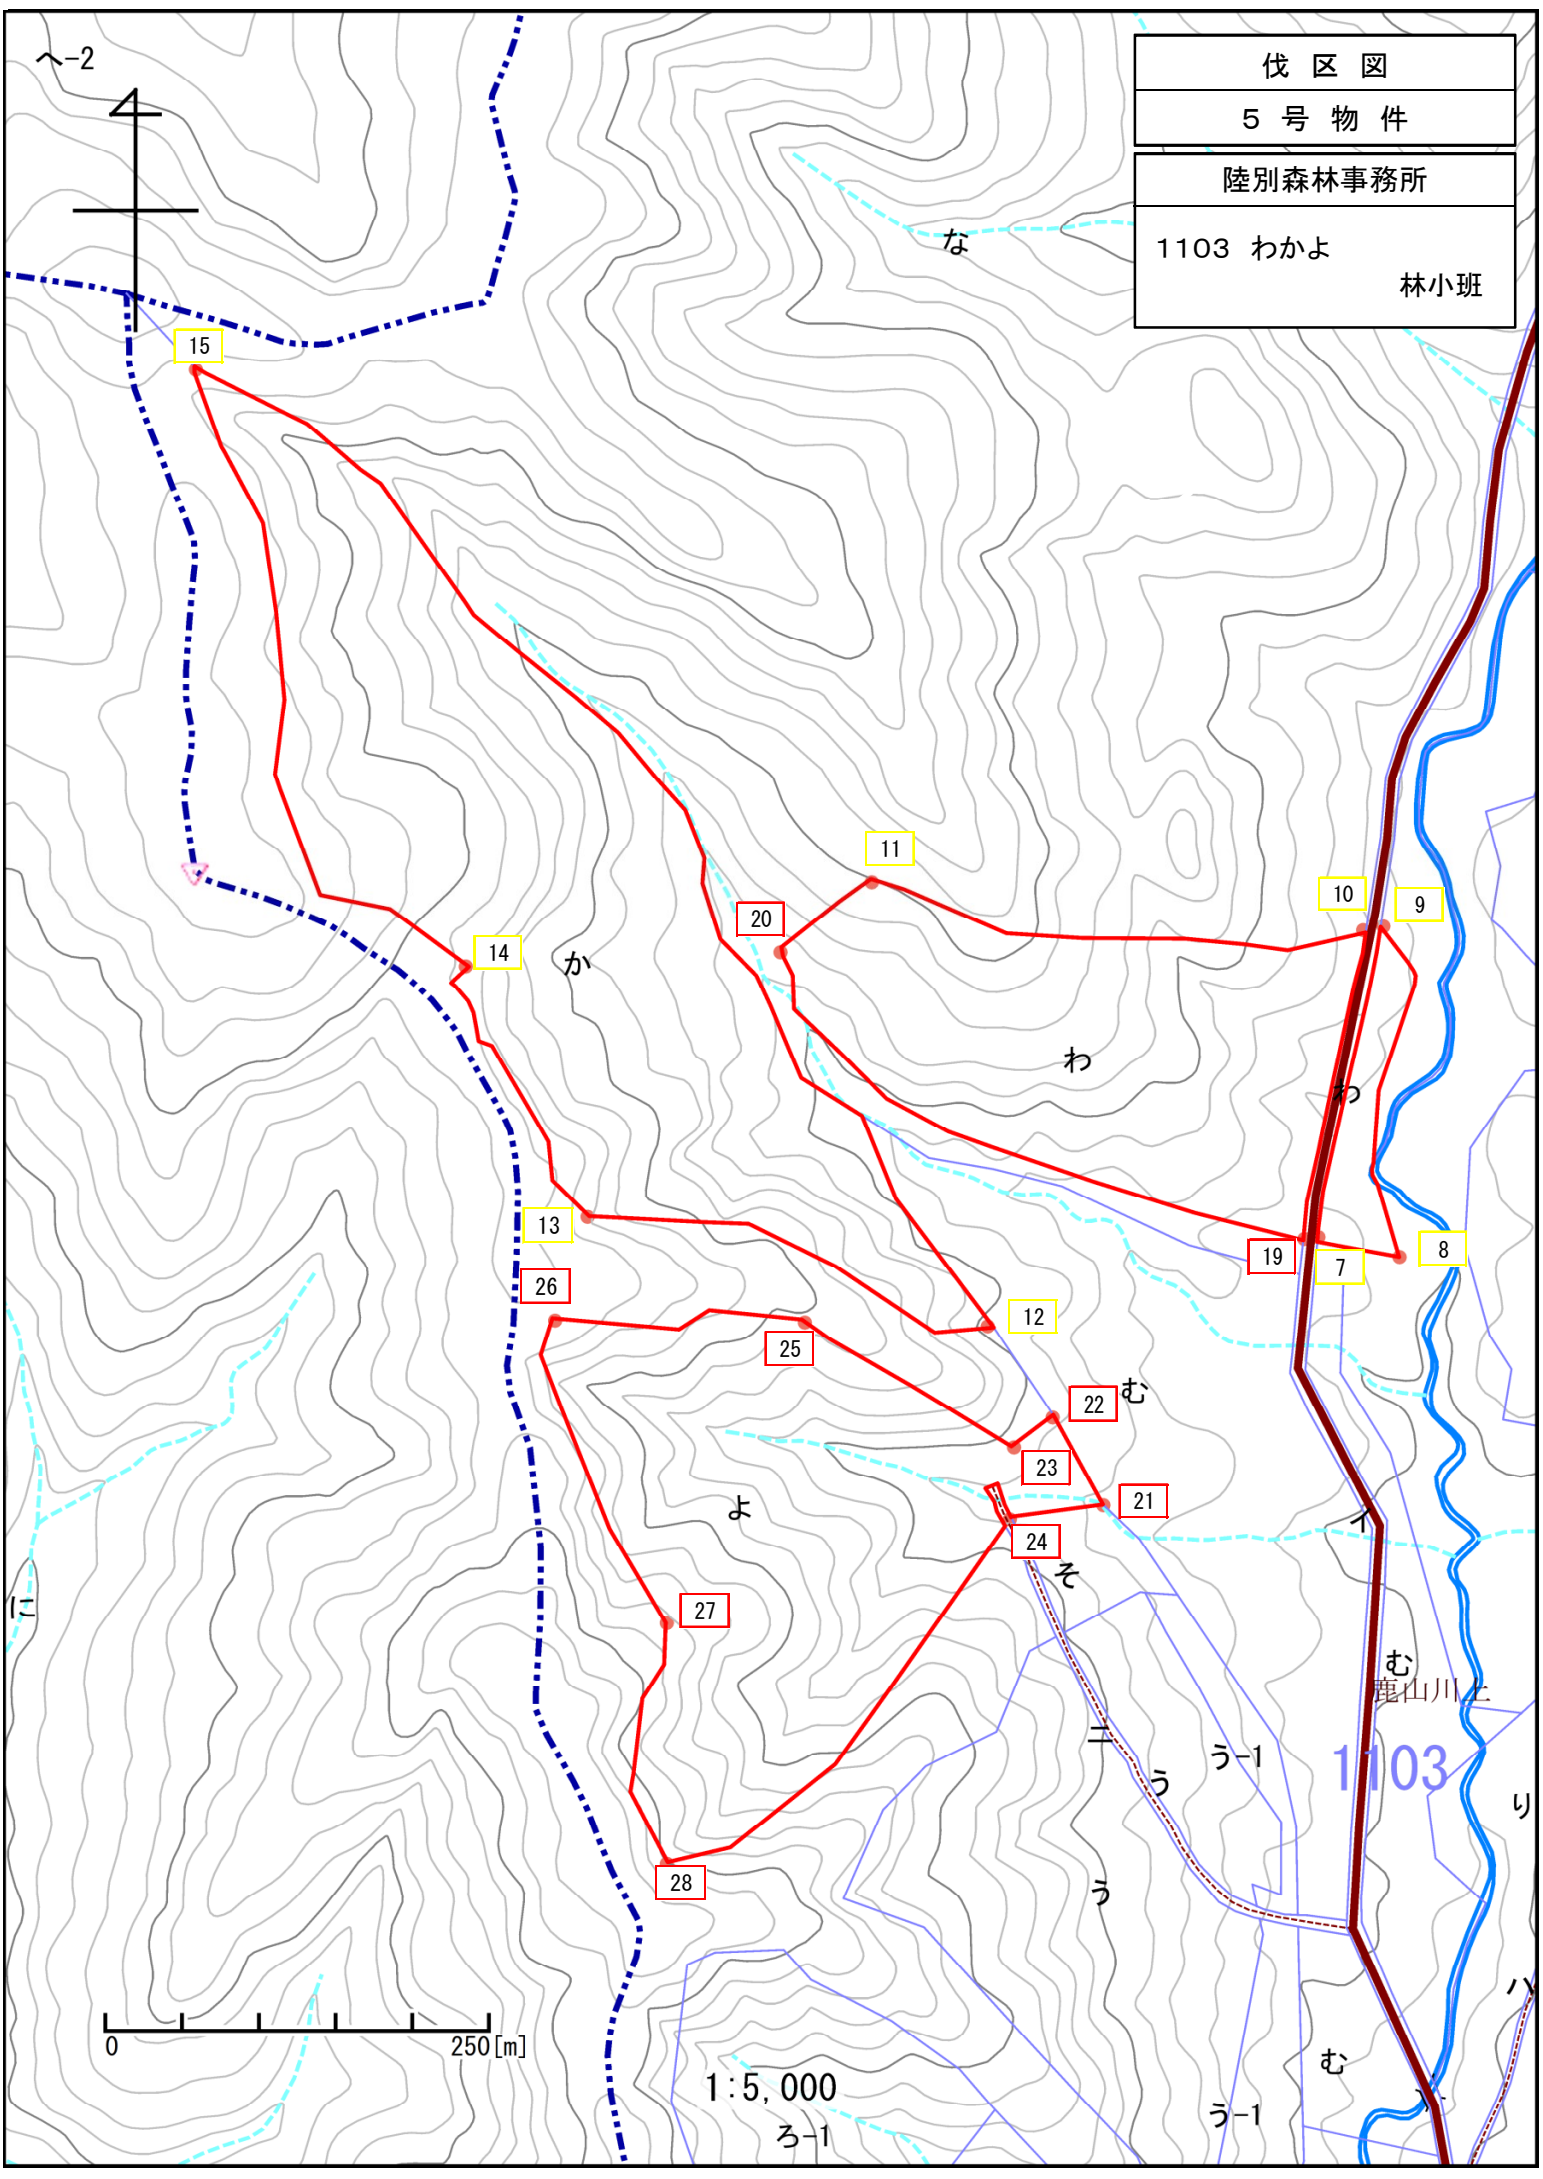 へ-2
伐 区 図
5 号 物 件
陸別森林事務所
1103 わかよ
林小班
な
15
11
20
10
9
14
か
わ
わ
13
19
7
8
26
12
25
22
む
23
21
よ
24
イ
そ
に
27
む
鹿山川上
ニ
う
う-1
1103
り
28
う
ハ
0
250[m]
む
1:5,000
う-1
ろ-1